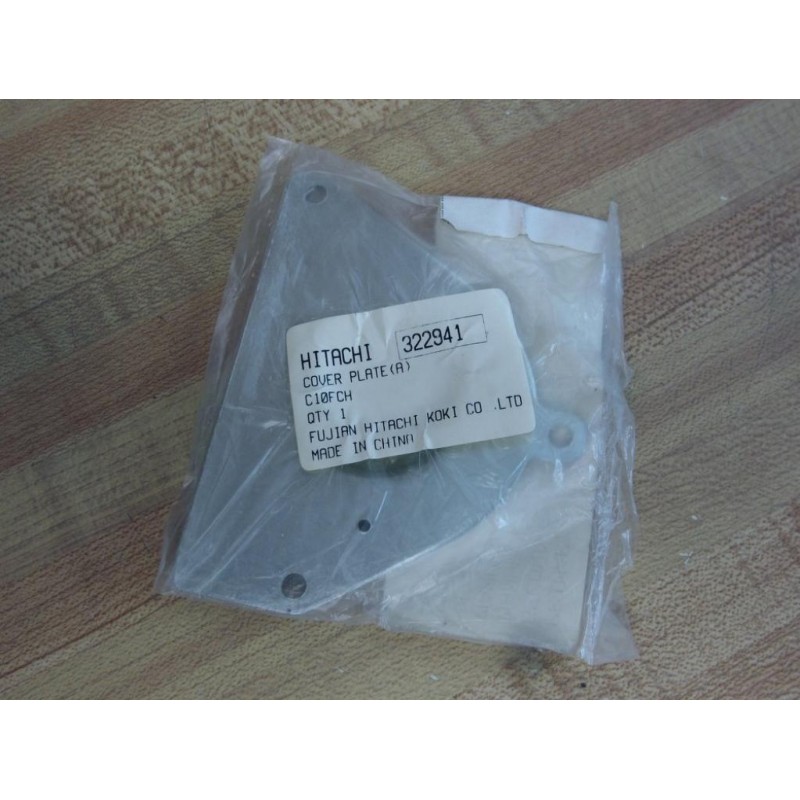 HITACHI 322941
COVER PLATE(A)
C10FCH
QTY 1
FUJIAN HITACHI KOKI CO .LTD
MADE IN CHINA